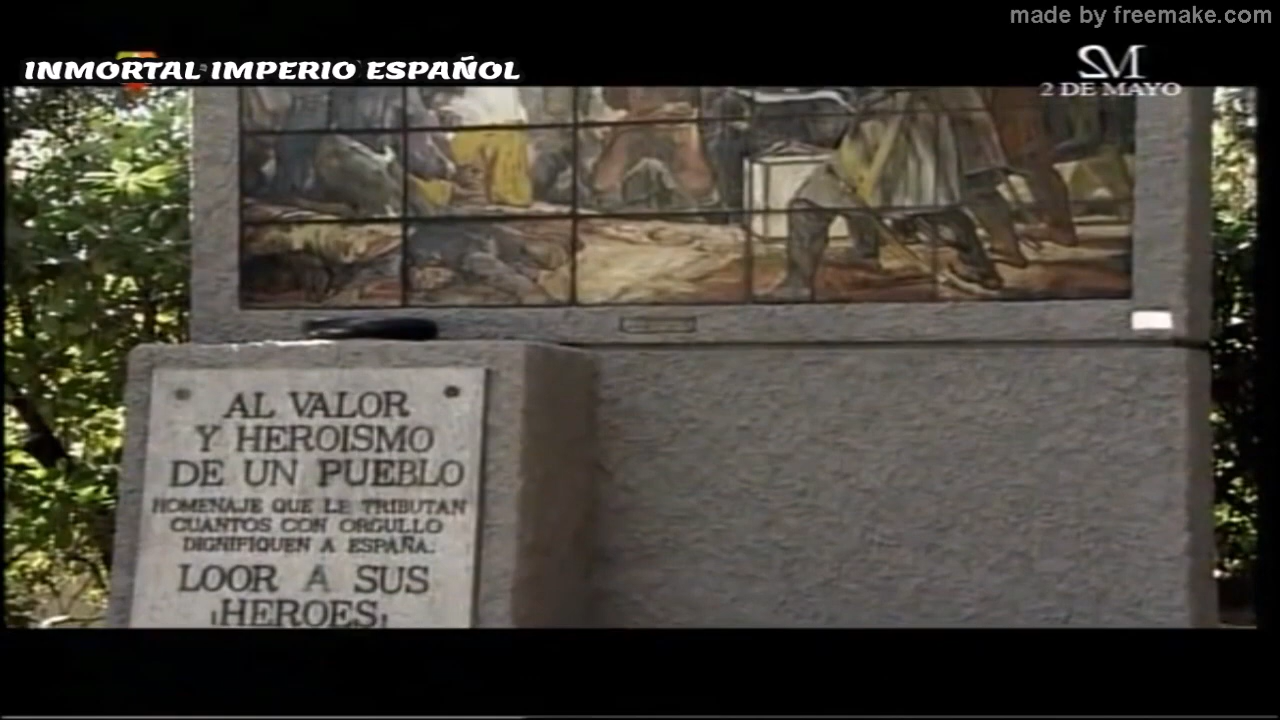 made by freemake.com
INMORTAL IMPERIO ESPAÑOL
2M
2 DE MAYO
AL VALOR
Y HEROISMO
DE UN PUEBLO
HOMENAJE QUE LE TRIBUTAN
CUANTOS CON ORGULLO
DIGNIFIQUEN A ESPAÑA.
LOOR A SUS
¡HEROES!